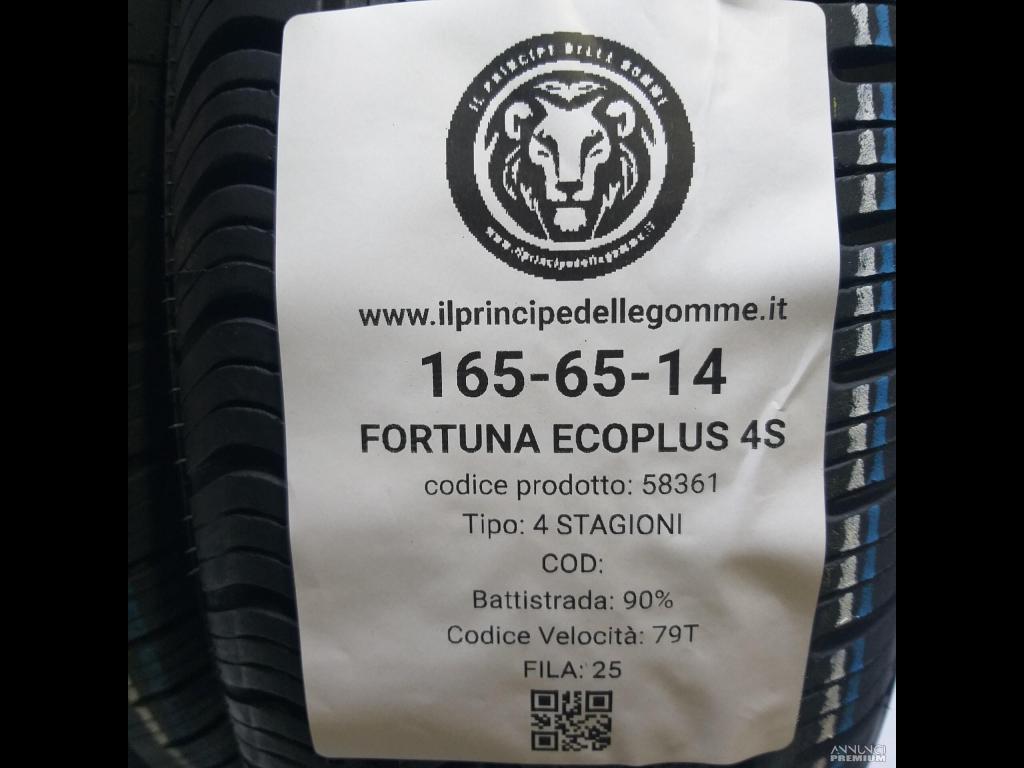 IL PRINCIPE DELLE GOMME
www.ilprincipedellegomme.it
www.ilprincipedellegomme.it
165-65-14
FORTUNA ECOPLUS 4S
codice prodotto: 58361
Tipo: 4 STAGIONI
COD:
Battistrada: 90%
Codice Velocità: 79T
FILA: 25
ANNUNCI
PREMIUM